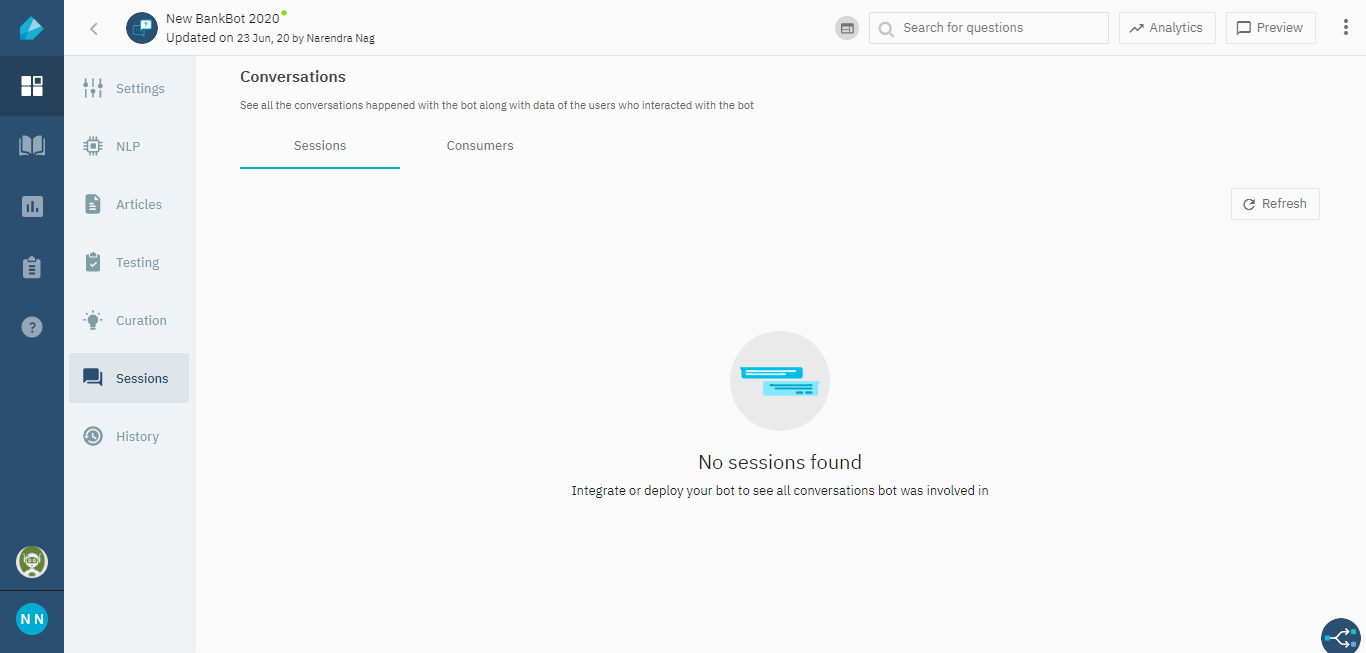 New BankBot 2020
Updated on 23 Jun, 20 by Narendra Nag
Search for questions
Analytics
Preview
Settings
NLP
Articles
Testing
Curation
Sessions
History
Conversations
See all the conversations happened with the bot along with data of the users who interacted with the bot
Sessions
Consumers
Refresh
No sessions found
Integrate or deploy your bot to see all conversations bot was involved in
?
?
N N